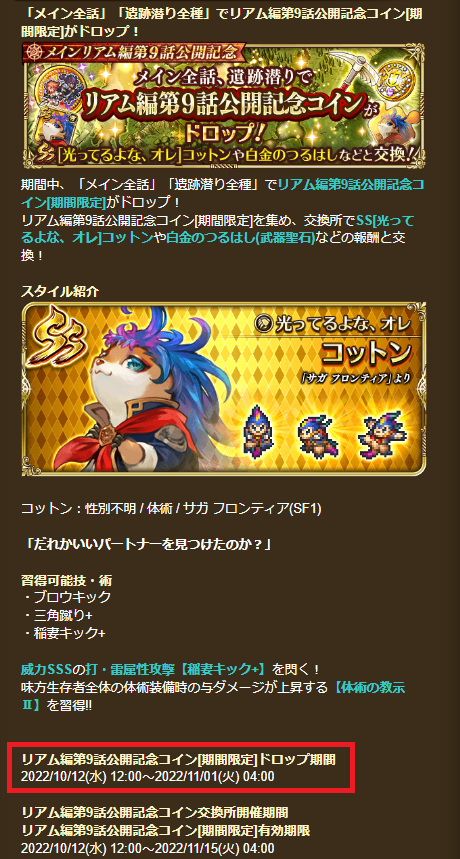 「メイン全話」「遺跡潜り全種」でリアム編第9話公開記念コイン[期
間限定]がドロップ！
メインリアム編第9話公開記念
メイン全話、遺跡潜りで
リアム編第9話公開記念コインが
ドロップ！
SS[光ってるよな、オレ]コットンや白金のつるはしなどと交換！
期間中、「メイン全話」「遺跡潜り全種」でリアム編第9話公開記念コ
イン[期間限定]がドロップ！
リアム編第9話公開記念コイン[期間限定]を集め、交換所でSS[光って
るよな、オレ]コットンや白金のつるはし(武器聖石)などの報酬と交
換！
スタイル紹介
SS
光ってるよな、オレ
コットン
「サガ フロンティア」より
コットン：性別不明 / 体術 / サガ フロンティア(SF1)
「だれかいいパートナーを見つけたのか？」
習得可能技・術
・ブロウキック
・三角蹴り+
・稲妻キック+
威力SSSの打・雷属性攻撃【稲妻キック+】を閃く！
味方生存者全体の体術装備時の与ダメージが上昇する【体術の教示
Ⅱ】を習得!!
リアム編第9話公開記念コイン[期間限定]ドロップ期間
2022/10/12(水) 12:00～2022/11/01(火) 04:00
リアム編第9話公開記念コイン交換所開催期間
リアム編第9話公開記念コイン[期間限定]有効期限
2022/10/12(水) 12:00～2022/11/15(火) 04:00